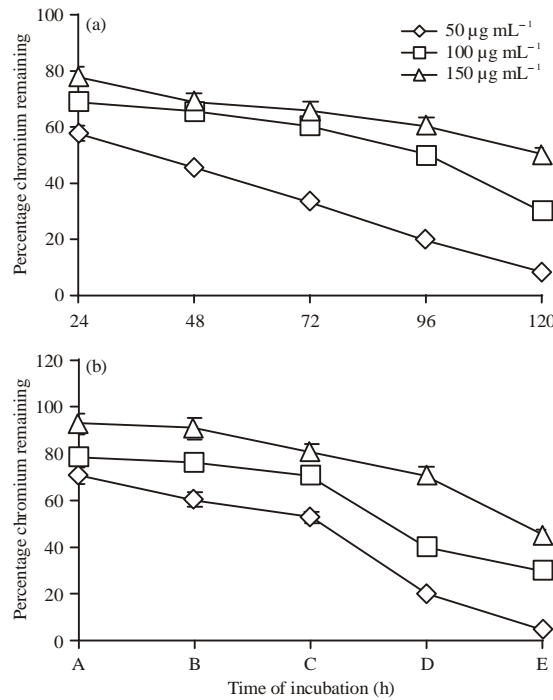 (a)
50 µg mL⁻¹
100 µg mL⁻¹
150 µg mL⁻¹
Percentage chromium remaining
100
80
60
40
20
0
24 48 72 96 120
(b)
Percentage chromium remaining
120
100
80
60
40
20
0
A B C D E
Time of incubation (h)